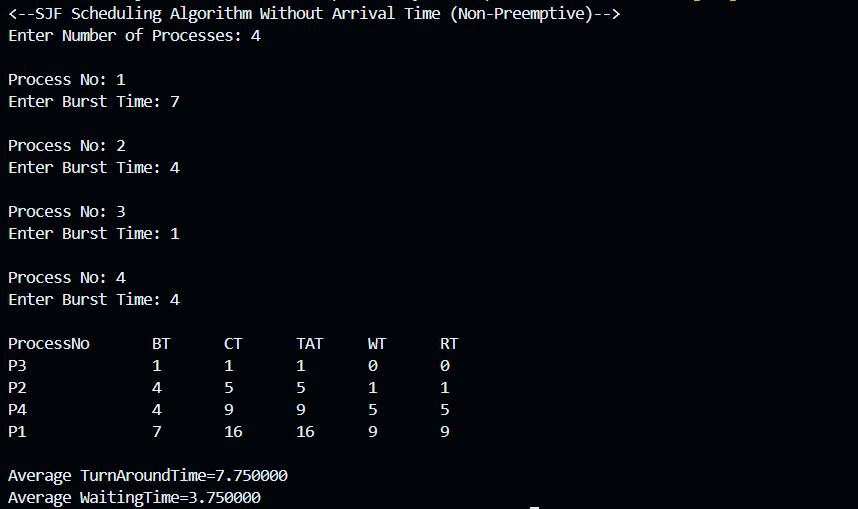 <--SJF Scheduling Algorithm Without Arrival Time (Non-Preemptive)-->
Enter Number of Processes: 4
Process No: 1
Enter Burst Time: 7
Process No: 2
Enter Burst Time: 4
Process No: 3
Enter Burst Time: 1
Process No: 4
Enter Burst Time: 4
ProcessNo BT CT TAT WT RT
P3 1 1 1 0 0
P2 4 5 5 1 1
P4 4 9 9 5 5
P1 7 16 16 9 9
Average TurnAroundTime=7.750000
Average WaitingTime=3.750000